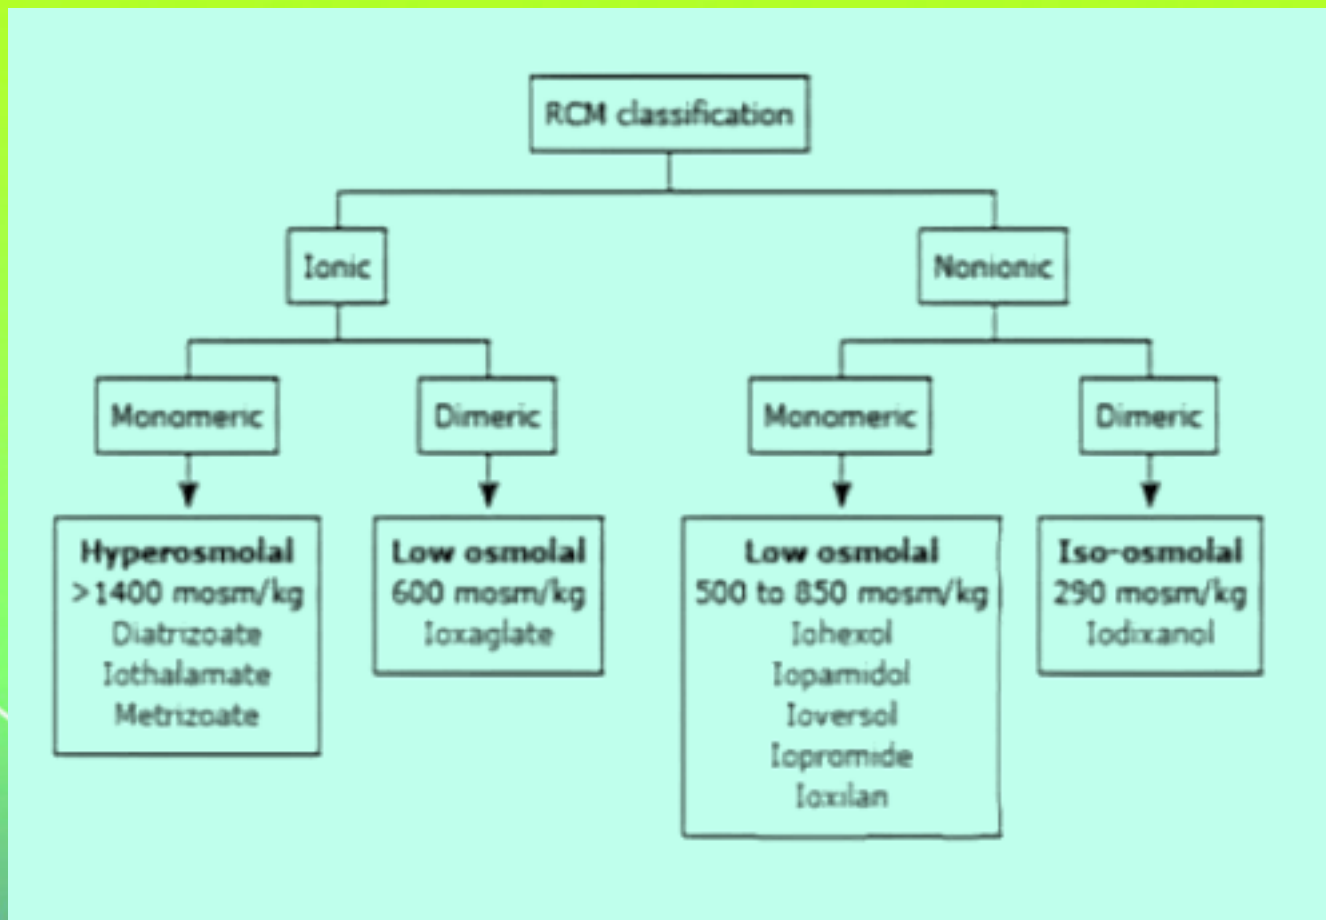 RCM classification
Ionic
Nonionic
Monomeric
Dimeric
Monomeric
Dimeric
Hyperosmolal
>1400 mosm/kg
Diatrizoate
Iothalamate
Metrizoate
Low osmolal
600 mosm/kg
Ioxaglate
Low osmolal
500 to 850 mosm/kg
Iohexol
Iopamidol
Ioversol
Iopromide
Ioxilan
Iso-osmolal
290 mosm/kg
Iodixanol